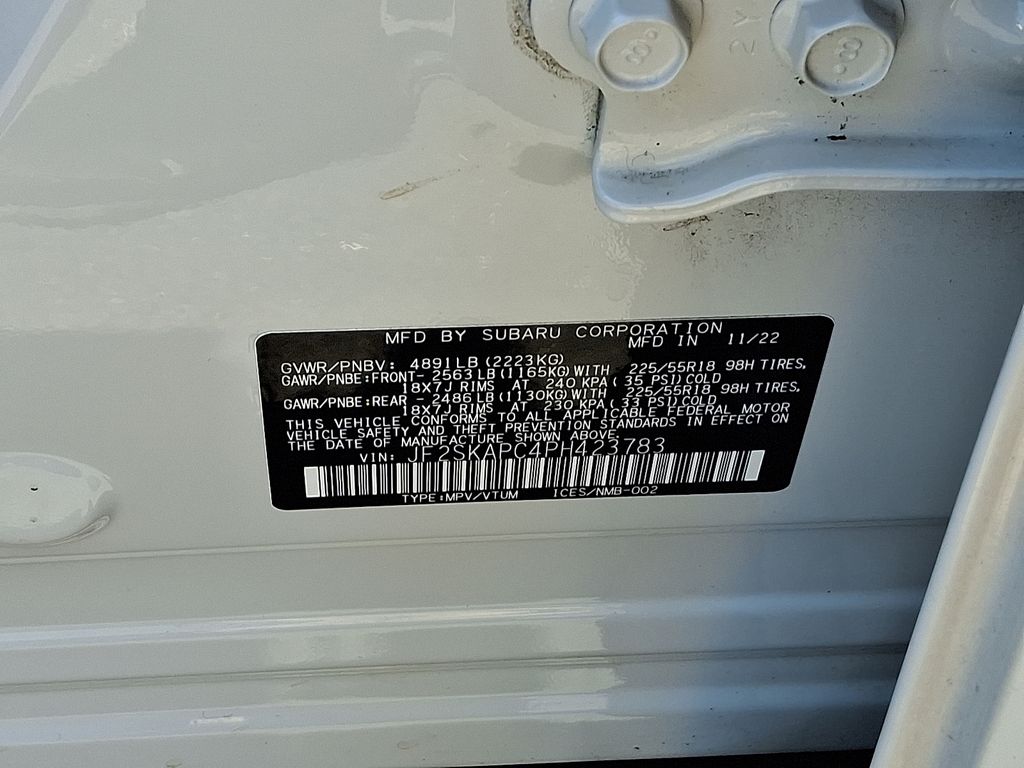 2Y
8.
8
MFD BY SUBARU CORPORATION
MFD IN 11/22
GVWR/PNBV: 4891LB(2223KG)
GAWR/PNBE:FRONT- 2563LB(1165KG)WITH 225/55R18 98H TIRES,
18X7J RIMS AT 240 KPA( 35 PSI)COLD
GAWR/PNBE:REAR - 2486LB(1130KG)WITH 225/55R18 98H TIRES,
18X7J RIMS AT 230 KPA( 33 PSI)COLD
THIS VEHICLE CONFORMS TO ALL APPLICABLE FEDERAL MOTOR
VEHICLE SAFETY AND THEFT PREVENTION STANDARDS IN EFFECT ON
THE DATE OF MANUFACTURE SHOWN ABOVE.
VIN: JF2SKAPC4PH423783
TYPE:MPV/VTUM ICES/NMB-002